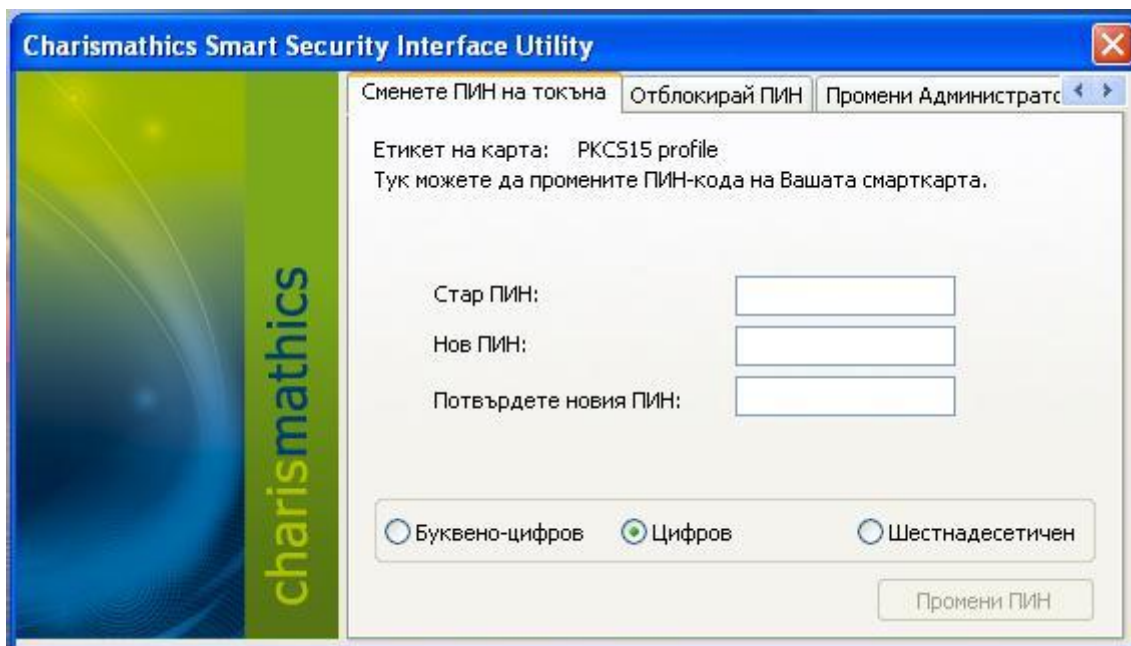 Charismathics Smart Security Interface Utility
Сменете ПИН на токъна Отблокирай ПИН Промени Администратс
Етикет на карта: PKCS15 profile
Тук можете да промените ПИН-кода на Вашата смарткарта.
Стар ПИН:
Нов ПИН:
Потвърдете новия ПИН:
Буквено-цифров Цифров Шестнадесетичен
Промени ПИН
charismathics